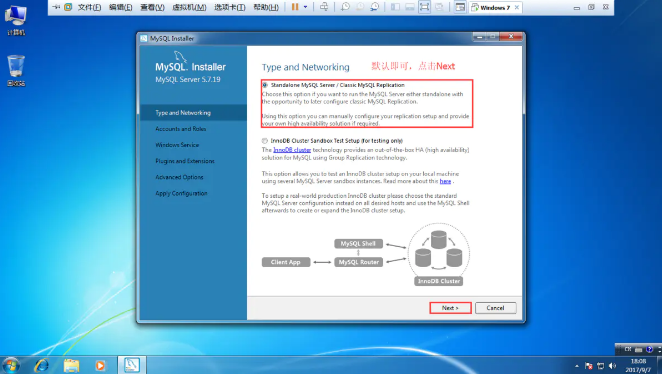 文件(F) 编辑(E) 查看(V) 虚拟机(M) 选项卡(T) 帮助(H)
Windows 7
计算机
回收站
MySQL Installer
MySQL. Installer
MySQL Server 5.7.19
Type and Networking
Accounts and Roles
Windows Service
Plugins and Extensions
Advanced Options
Apply Configuration
Type and Networking
默认即可，点击Next
Standalone MySQL Server / Classic MySQL Replication
Choose this option if you want to run the MySQL Server either standalone with
the opportunity to later configure classic MySQL Replication.
Using this option you can manually configure your replication setup and provide
your own high availability solution if required.
InnoDB Cluster Sandbox Test Setup (for testing only)
The InnoDB cluster technology provides an out-of-the-box HA (high availability)
solution for MySQL using Group Replication technology.
This option allows you to test an InnoDB cluster setup on your local machine
using several MySQL Server sandbox instances. Read more about this here .
To setup a real-world production InnoDB cluster please choose the standard
MySQL Server configuration instead on all desired hosts and use the MySQL Shell
afterwards to create or expand the InnoDB cluster setup.
MySQL Shell
Client App
MySQL Router
InnoDB Cluster
Next >
Cancel
CH
18:08
2017/9/7